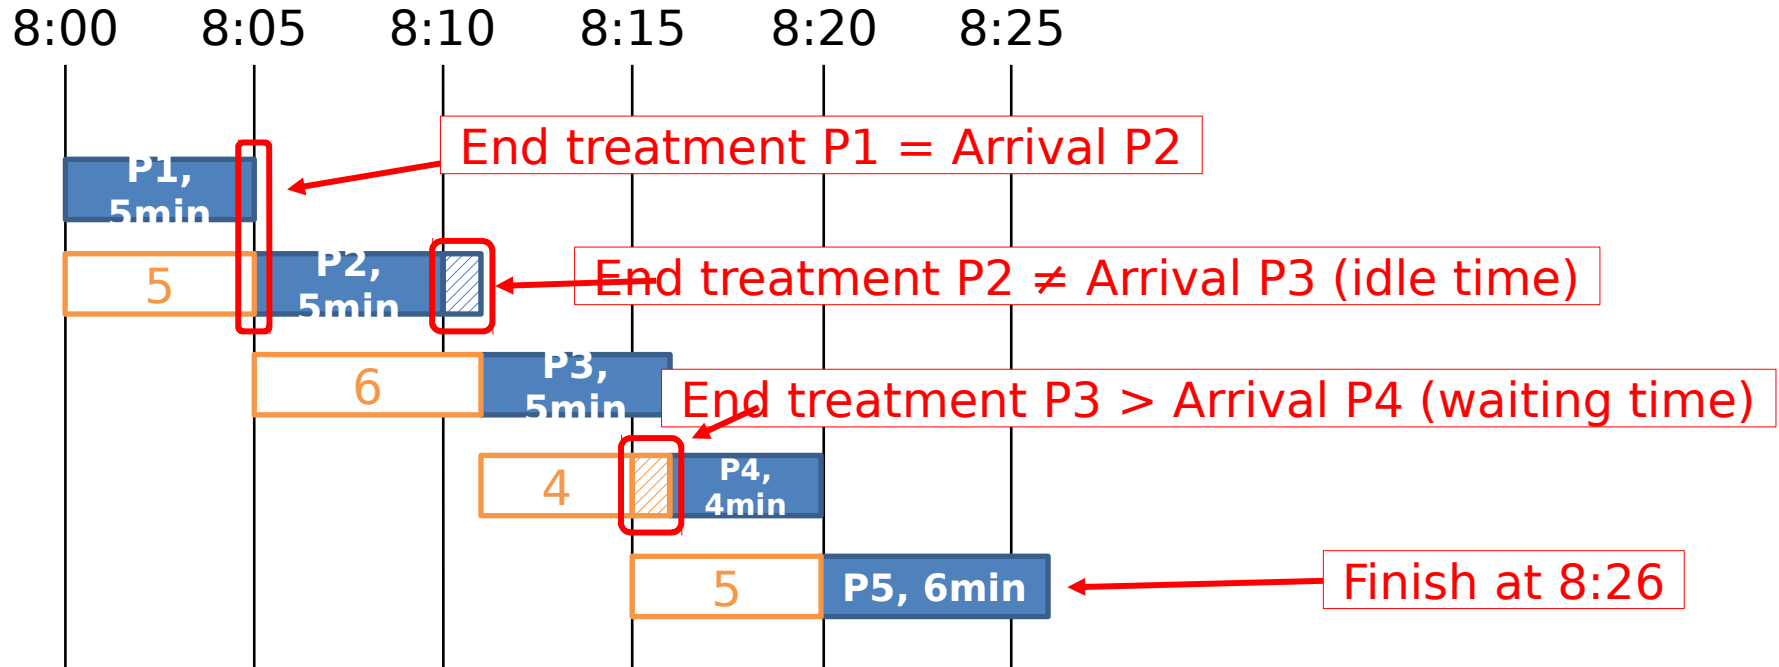 8:00 8:05 8:10 8:15 8:20 8:25
End treatment P1 = Arrival P2
P1,
5min
5
P2,
5min
End treatment P2 ≠ Arrival P3 (idle time)
6
P3,
5min
End treatment P3 > Arrival P4 (waiting time)
4
P4,
4min
5
P5, 6min
Finish at 8:26